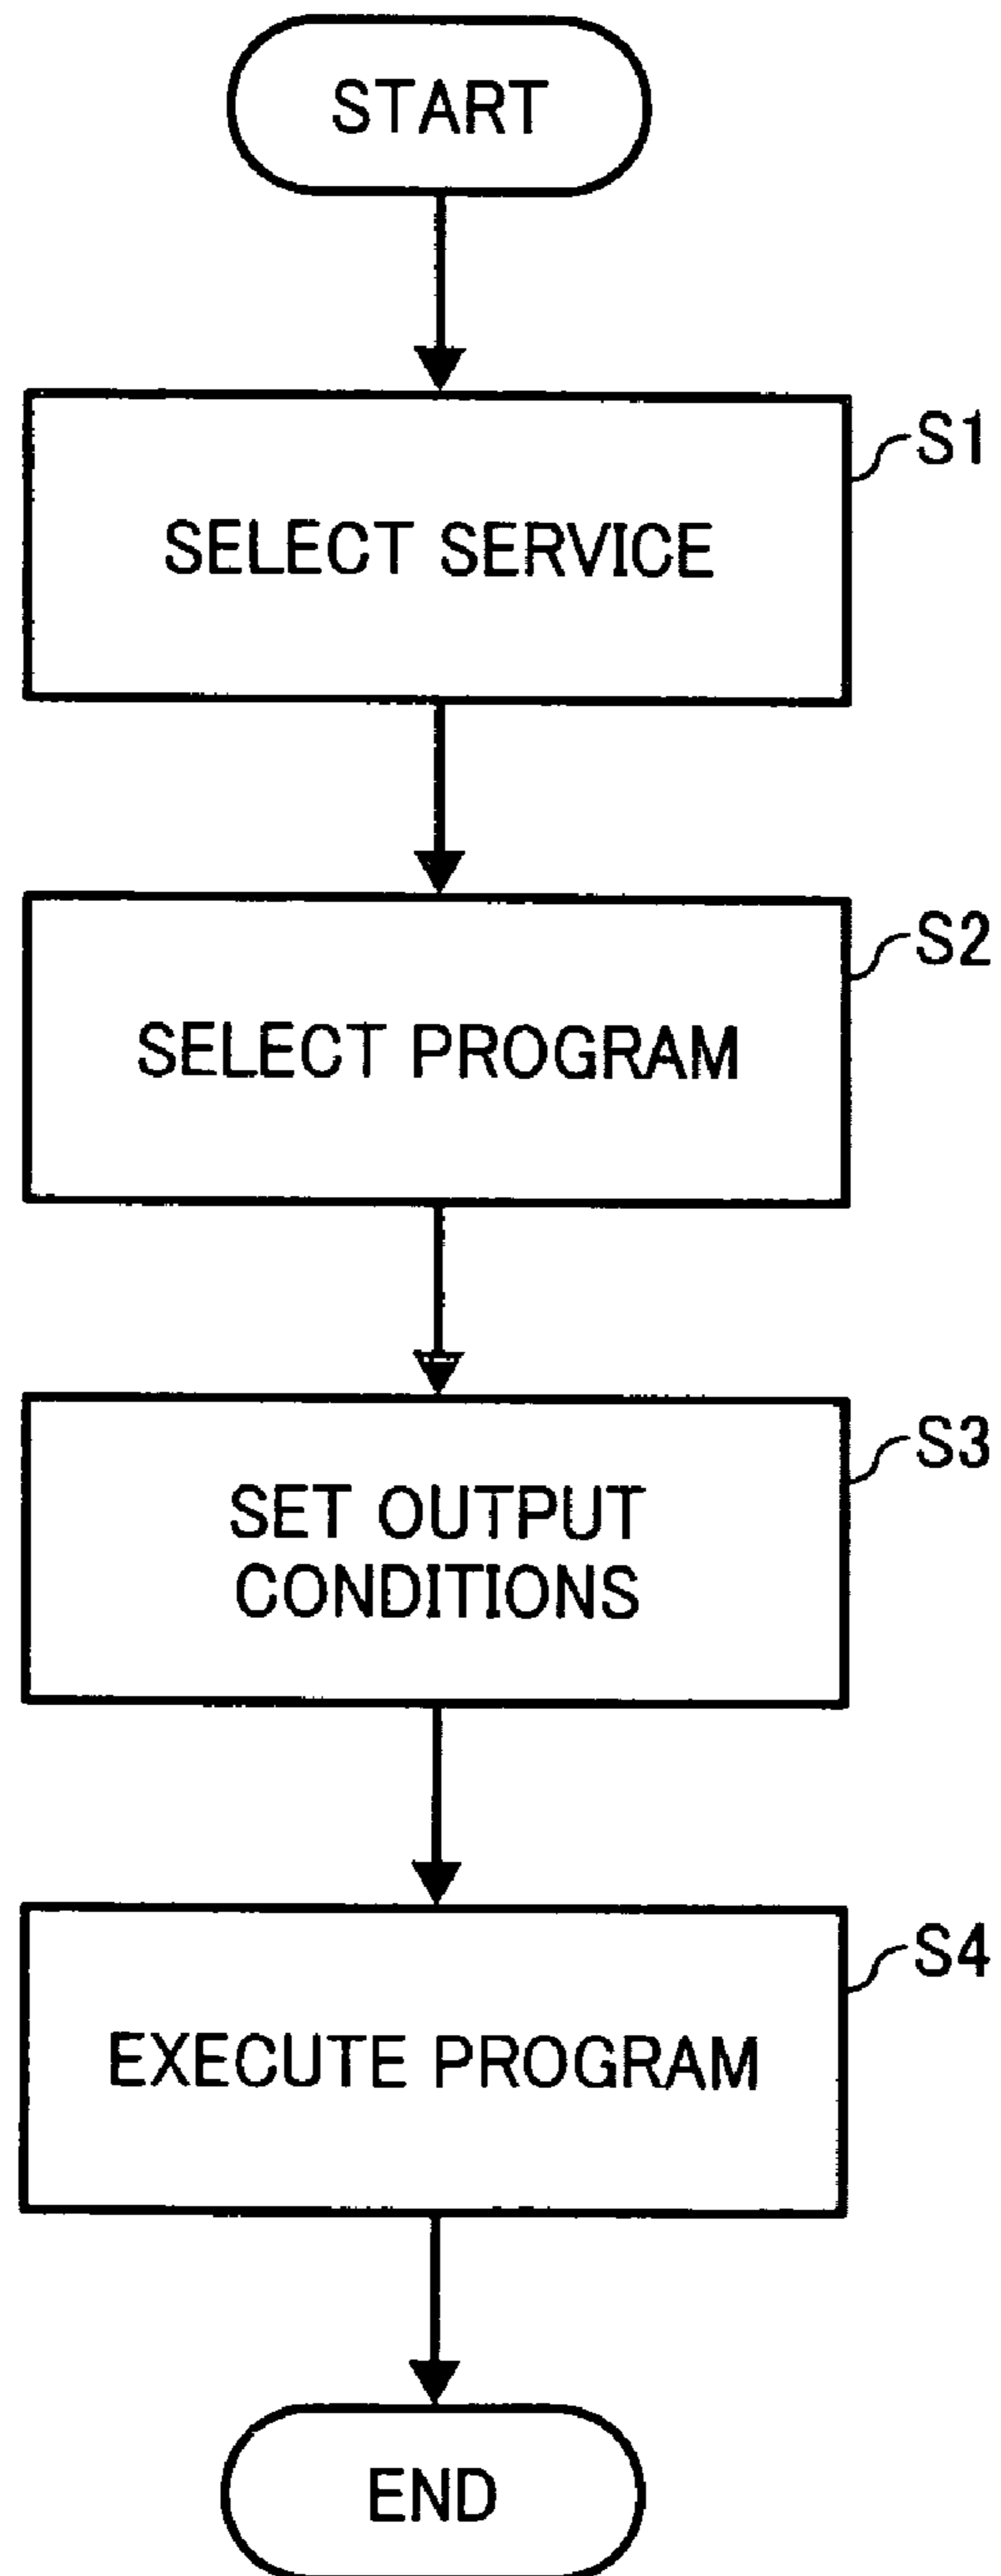 START
S1
SELECT SERVICE
S2
SELECT PROGRAM
S3
SET OUTPUT
CONDITIONS
S4
EXECUTE PROGRAM
END